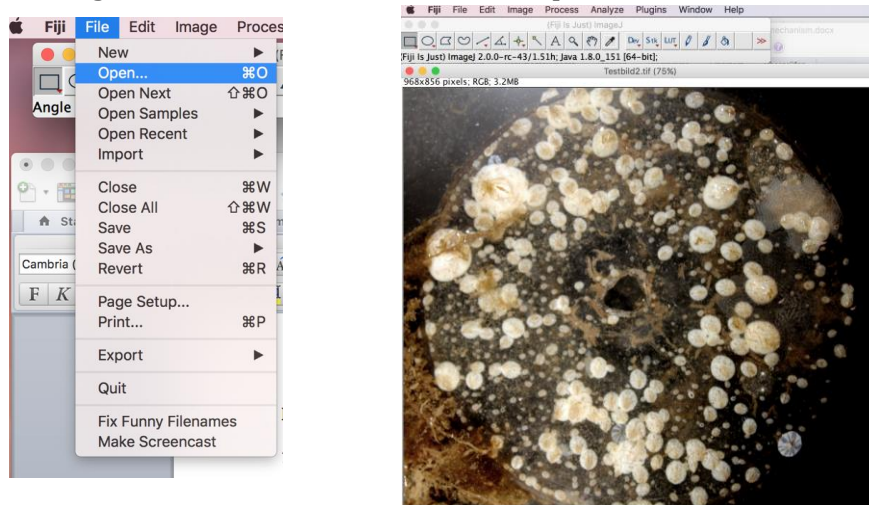 Fiji File Edit Image Proces
New ▶
Open... ⌘O
Open Next ⇧⌘O
Open Samples ▶
Open Recent ▶
Import ▶
Close ⌘W
Close All ⇧⌘W
Save ⌘S
Save As ▶
Revert ⌘R
Page Setup...
Print... ⌘P
Export ▶
Quit
Fix Funny Filenames
Make Screencast
Angle
Cambria (
F K
Fiji File Edit Image Process Analyze Plugins Window Help
(Fiji Is Just) ImageJ
Dev Stk LUT
(Fiji Is Just) ImageJ 2.0.0-rc-43/1.51h; Java 1.8.0_151 [64-bit];
Testbild2.tif (75%)
968x856 pixels; RGB; 3.2MB